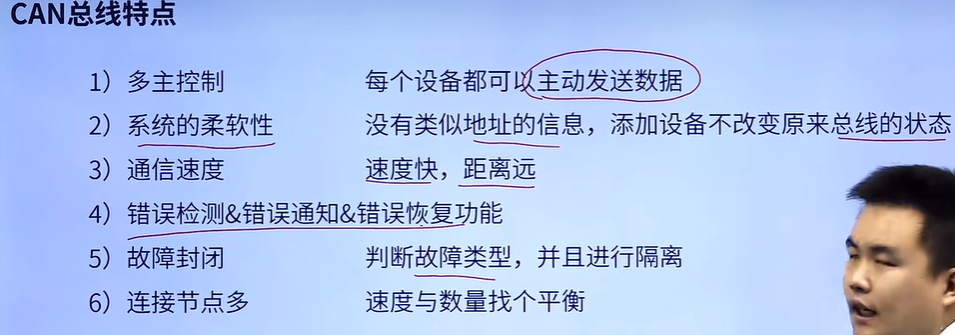 CAN总线特点
1）多主控制 每个设备都可以主动发送数据
2）系统的柔软性 没有类似地址的信息，添加设备不改变原来总线的状态
3）通信速度 速度快，距离远
4）错误检测&错误通知&错误恢复功能
5）故障封闭 判断故障类型，并且进行隔离
6）连接节点多 速度与数量找个平衡